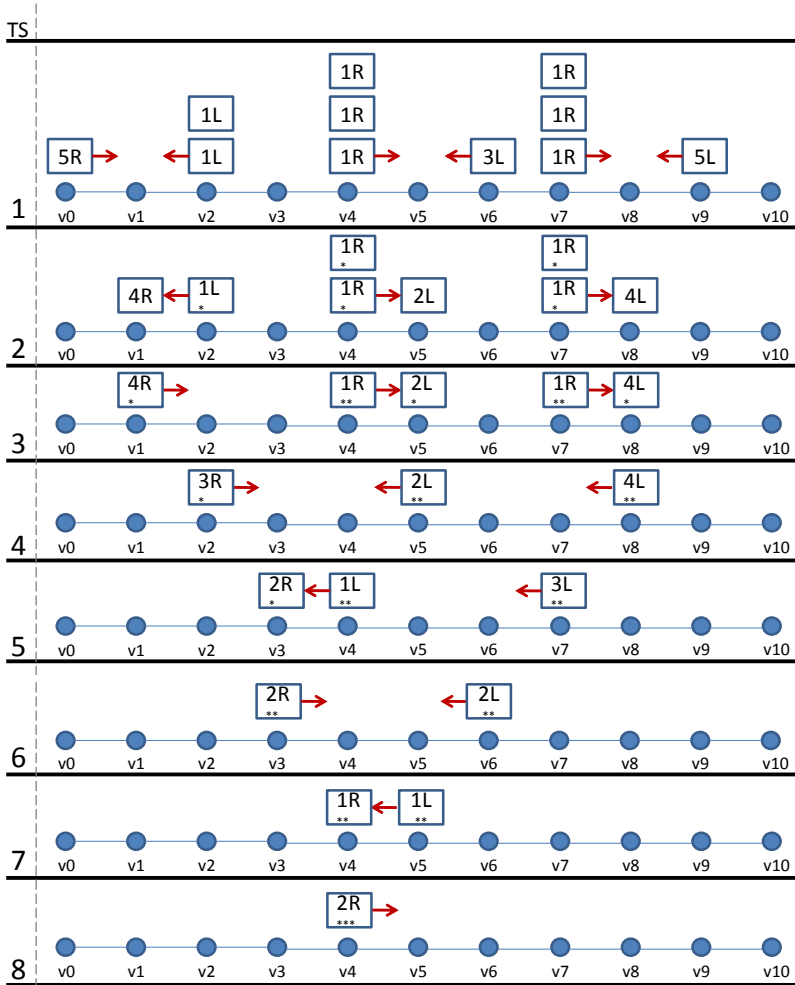 TS
1R 1R
1L 1R 1R
5R 1L 1R 3L 1R 5L
1
v0 v1 v2 v3 v4 v5 v6 v7 v8 v9 v10
1R 1R
* *
4R 1L 1R 2L 1R 4L
* * *
2
v0 v1 v2 v3 v4 v5 v6 v7 v8 v9 v10
4R 1R 2L 1R 4L
* ** * ** *
3
v0 v1 v2 v3 v4 v5 v6 v7 v8 v9 v10
3R 2L 4L
* ** **
4
v0 v1 v2 v3 v4 v5 v6 v7 v8 v9 v10
2R 1L 3L
* ** **
5
v0 v1 v2 v3 v4 v5 v6 v7 v8 v9 v10
2R 2L
** **
6
v0 v1 v2 v3 v4 v5 v6 v7 v8 v9 v10
1R 1L
** **
7
v0 v1 v2 v3 v4 v5 v6 v7 v8 v9 v10
2R
***
8
v0 v1 v2 v3 v4 v5 v6 v7 v8 v9 v10